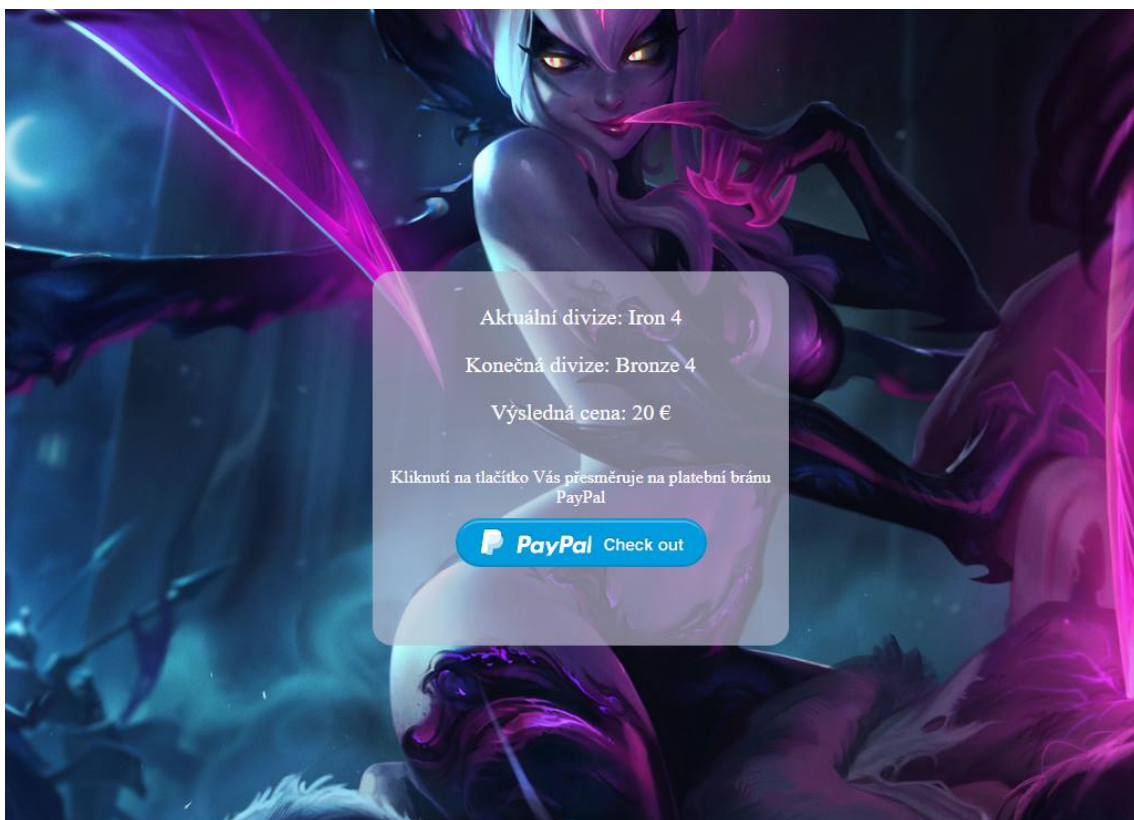 Aktuální divize: Iron 4
Konečná divize: Bronze 4
Výsledná cena: 20 €
Kliknutí na tlačítko Vás přesměruje na platební bránu
PayPal
PayPal Check out